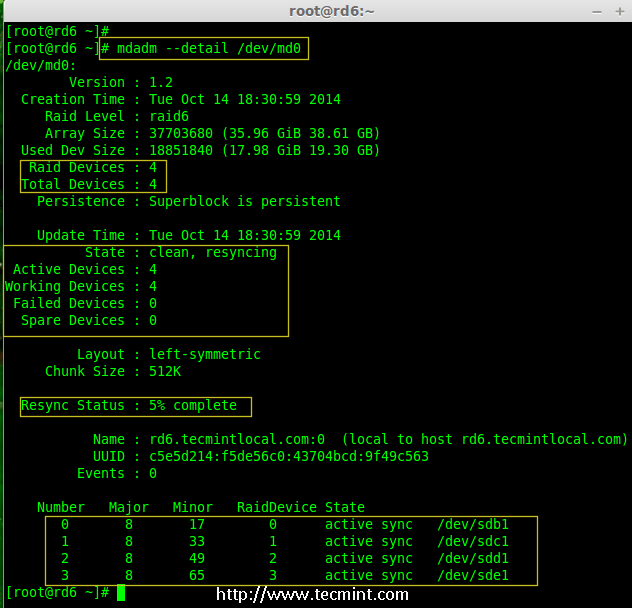 root@rd6:~
[root@rd6 ~]#
[root@rd6 ~]# mdadm --detail /dev/md0
/dev/md0:
Version : 1.2
Creation Time : Tue Oct 14 18:30:59 2014
Raid Level : raid6
Array Size : 37703680 (35.96 GiB 38.61 GB)
Used Dev Size : 18851840 (17.98 GiB 19.30 GB)
Raid Devices : 4
Total Devices : 4
Persistence : Superblock is persistent
Update Time : Tue Oct 14 18:30:59 2014
State : clean, resyncing
Active Devices : 4
Working Devices : 4
Failed Devices : 0
Spare Devices : 0
Layout : left-symmetric
Chunk Size : 512K
Resync Status : 5% complete
Name : rd6.tecmintlocal.com:0  (local to host rd6.tecmintlocal.com)
UUID : c5e5d214:f5de56c0:43704bcd:9f49c563
Events : 0
Number Major Minor RaidDevice State
0 8 17 0 active sync /dev/sdb1
1 8 33 1 active sync /dev/sdc1
2 8 49 2 active sync /dev/sdd1
3 8 65 3 active sync /dev/sde1
[root@rd6 ~]#
http://www.tecmint.com